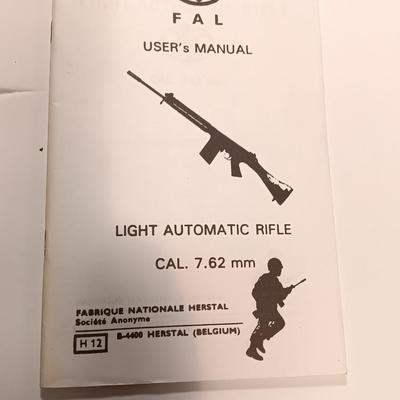 FAL
USER's MANUAL
LIGHT AUTOMATIC RIFLE
CAL. 7.62 mm
FABRIQUE NATIONALE HERSTAL
Société Anonyme
H 12
B-4400 HERSTAL (BELGIUM)